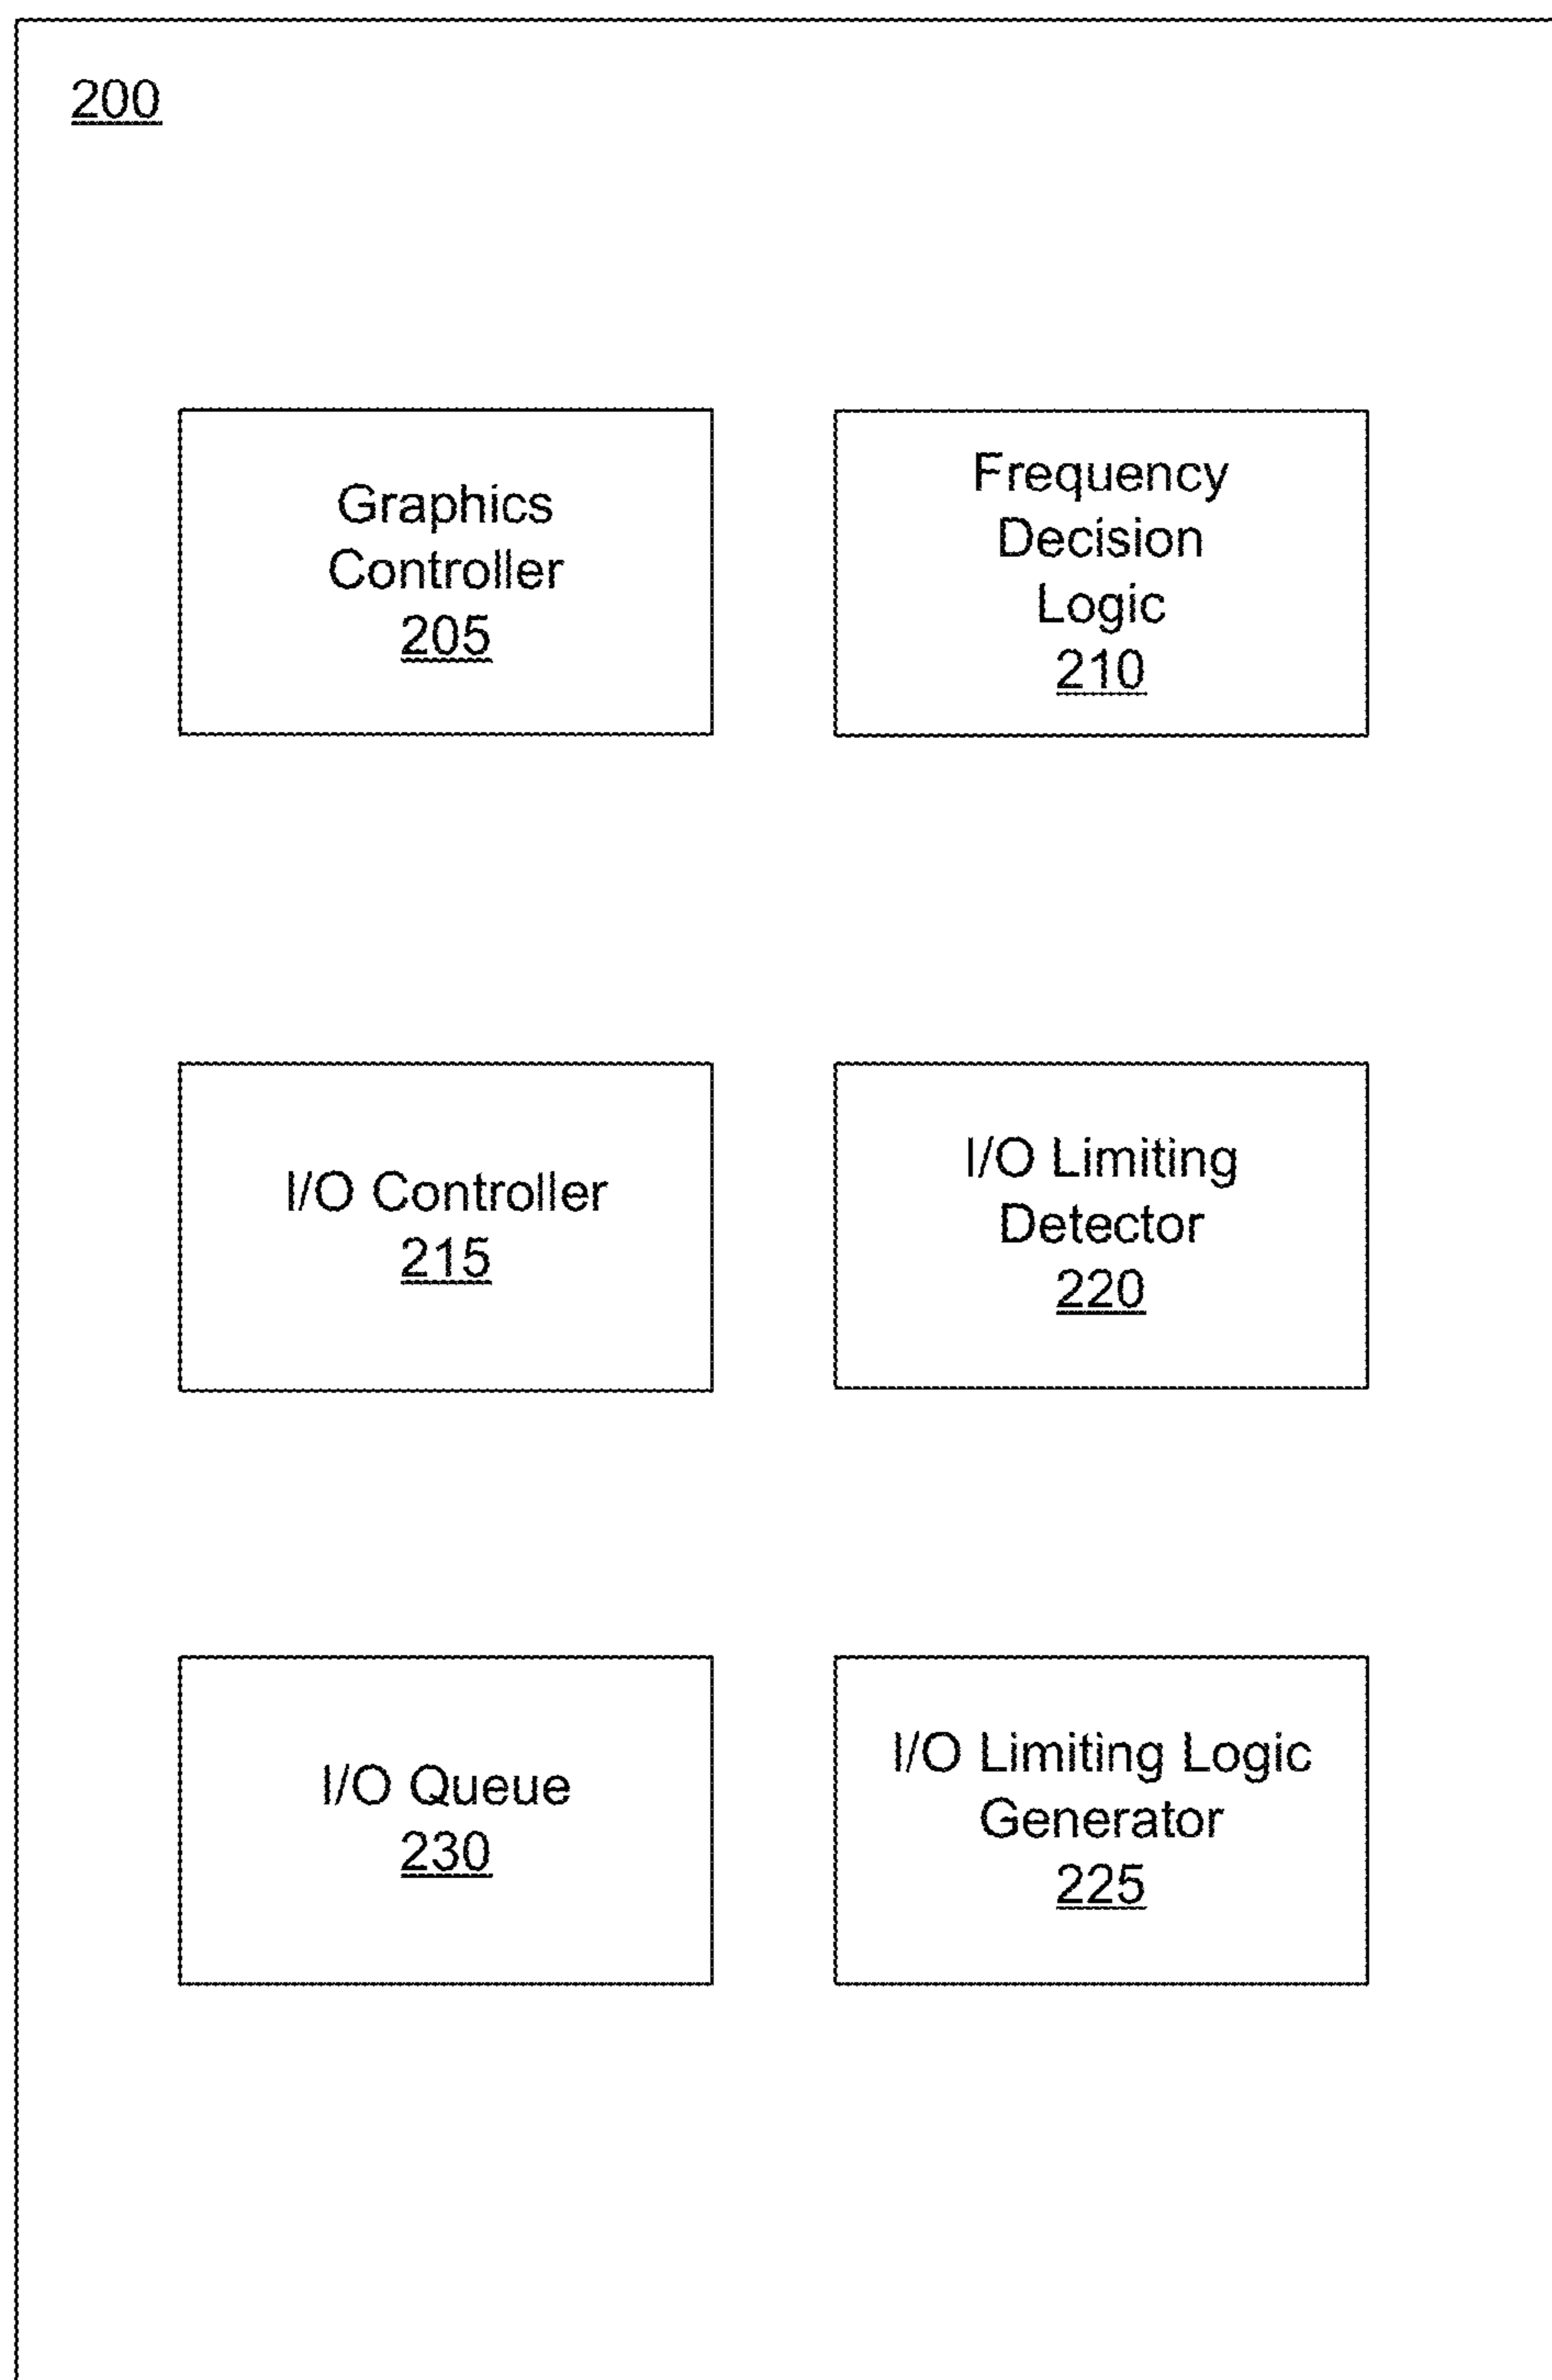 200
Graphics
Controller
205
Frequency
Decision
Logic
210
I/O Controller
215
I/O Limiting
Detector
220
I/O Queue
230
I/O Limiting Logic
Generator
225